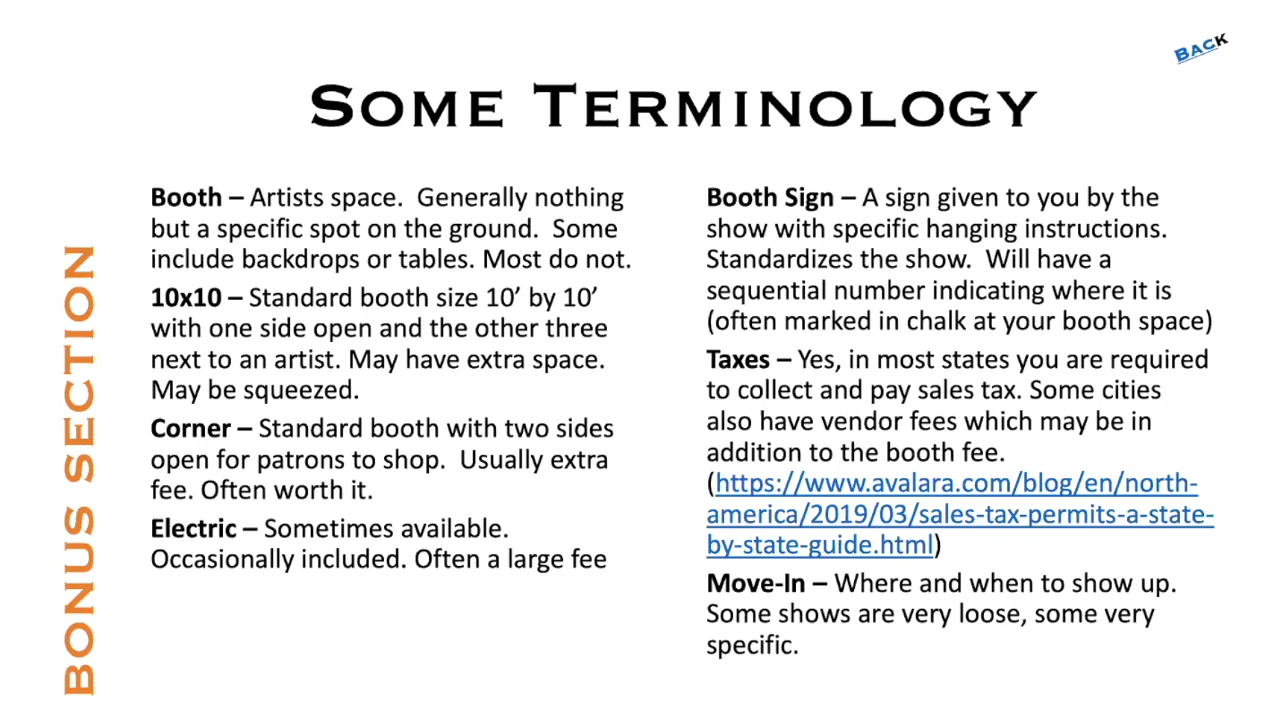 BACK
SOME TERMINOLOGY
BONUS SECTION
Booth – Artists space.  Generally nothing
but a specific spot on the ground.  Some
include backdrops or tables. Most do not.
10x10 – Standard booth size 10’ by 10’
with one side open and the other three
next to an artist. May have extra space.
May be squeezed.
Corner – Standard booth with two sides
open for patrons to shop.  Usually extra
fee. Often worth it.
Electric – Sometimes available.
Occasionally included. Often a large fee
Booth Sign – A sign given to you by the
show with specific hanging instructions.
Standardizes the show.  Will have a
sequential number indicating where it is
(often marked in chalk at your booth space)
Taxes – Yes, in most states you are required
to collect and pay sales tax. Some cities
also have vendor fees which may be in
addition to the booth fee.
(https://www.avalara.com/blog/en/north-
america/2019/03/sales-tax-permits-a-state-
by-state-guide.html)
Move-In – Where and when to show up.
Some shows are very loose, some very
specific.